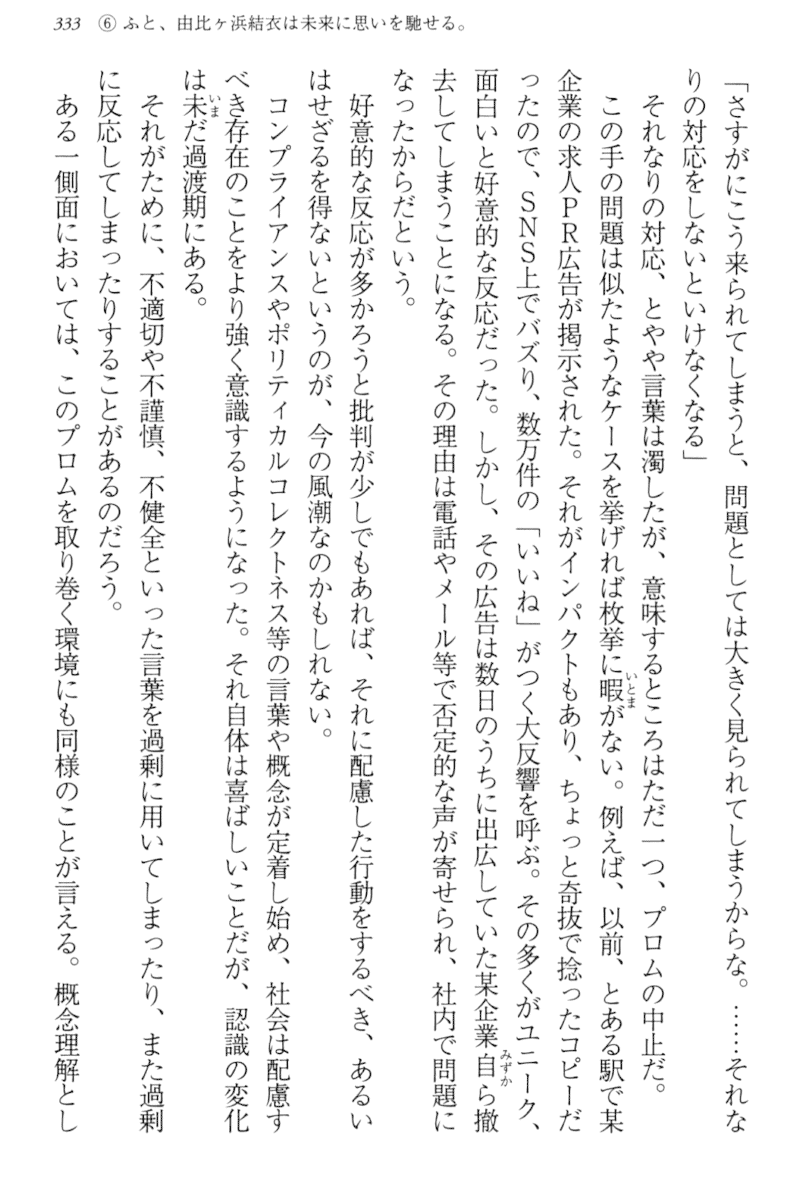 333 ⑥ ふと、由比ヶ浜結衣は未来に思いを馳せる。
「さすがにこう来られてしまうと、問題としては大きく見られてしまうからな。……それな
りの対応をしないといけなくなる」
それなりの対応、とやや言葉は濁したが、意味するところはただ一つ、プロムの中止だ。
この手の問題は似たようなケースを挙げれば枚挙に暇がない。例えば、以前、とある駅で某
企業の求人ＰＲ広告が掲示された。それがインパクトもあり、ちょっと奇抜で捻ったコピーだ
ったので、ＳＮＳ上でバズり、数万件の「いいね」がつく大反響を呼ぶ。その多くがユニーク、
面白いと好意的な反応だった。しかし、その広告は数日のうちに出広していた某企業自ら撤
去してしまうことになる。その理由は電話やメール等で否定的な声が寄せられ、社内で問題に
なったからだという。
好意的な反応が多かろうと批判が少しでもあれば、それに配慮した行動をするべき、あるい
はせざるを得ないというのが、今の風潮なのかもしれない。
コンプライアンスやポリティカルコレクトネス等の言葉や概念が定着し始め、社会は配慮す
べき存在のことをより強く意識するようになった。それ自体は喜ばしいことだが、認識の変化
は未だ過渡期にある。
それがために、不適切や不謹慎、不健全といった言葉を過剰に用いてしまったり、また過剰
に反応してしまったりすることがあるのだろう。
ある一側面においては、このプロムを取り巻く環境にも同様のことが言える。概念理解とし
いとま
みずか
いま